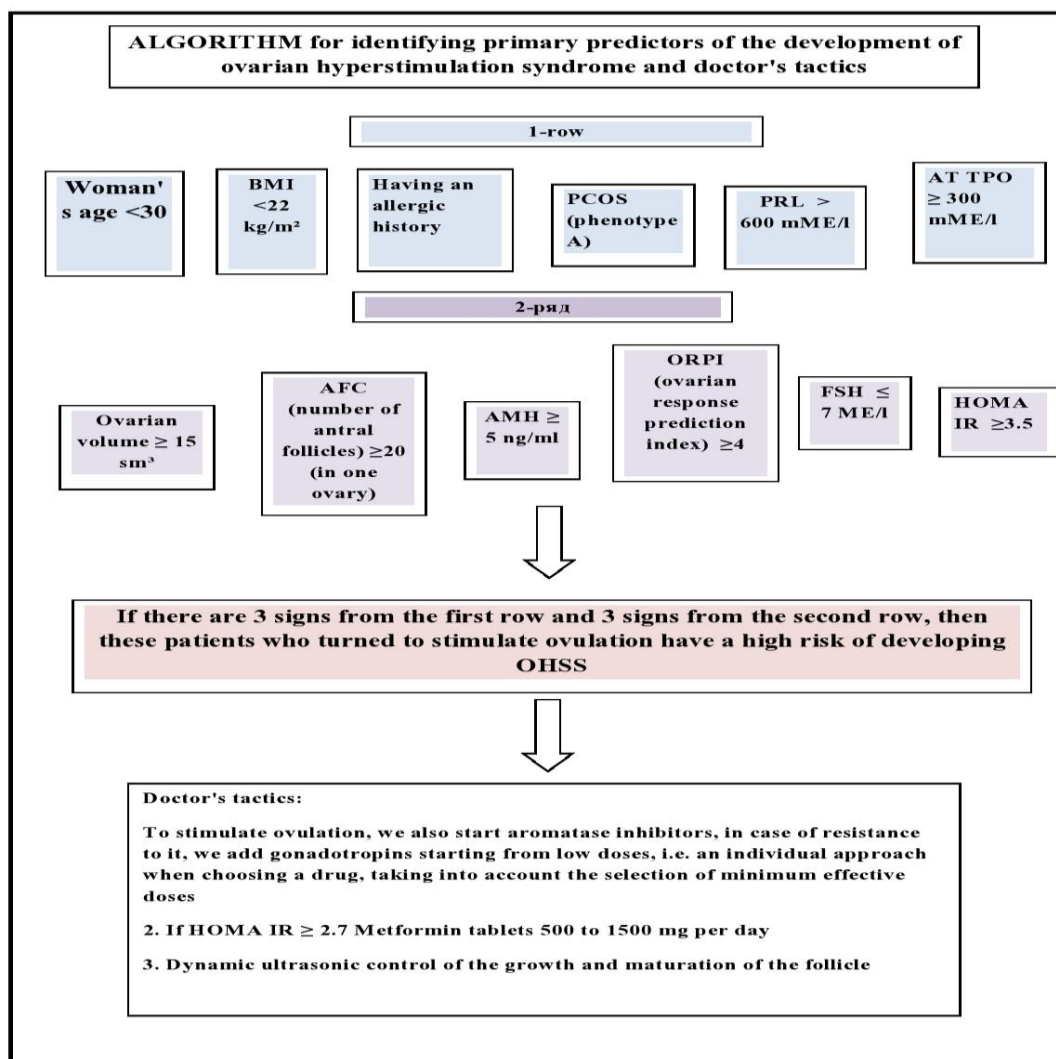 ALGORITHM for identifying primary predictors of the development of
ovarian hyperstimulation syndrome and doctor's tactics
1-row
Woman'
s age <30
BMI
<22
kg/m²
Having an
allergic
history
PCOS
(phenotype
A)
PRL >
600 mME/l
AT TPO
≥ 300
mME/l
2-ряд
Ovarian
volume ≥ 15
sm³
AFC
(number of
antral
follicles) ≥20
(in one
ovary)
AMH ≥
5 ng/ml
ORPI
(ovarian
response
prediction
index) ≥4
FSH ≤
7 ME/l
HOMA
IR ≥3.5
If there are 3 signs from the first row and 3 signs from the second row, then
these patients who turned to stimulate ovulation have a high risk of developing
OHSS
Doctor's tactics:
To stimulate ovulation, we also start aromatase inhibitors, in case of resistance
to it, we add gonadotropins starting from low doses, i.e. an individual approach
when choosing a drug, taking into account the selection of minimum effective
doses
2. If HOMA IR ≥ 2.7 Metformin tablets 500 to 1500 mg per day
3. Dynamic ultrasonic control of the growth and maturation of the follicle